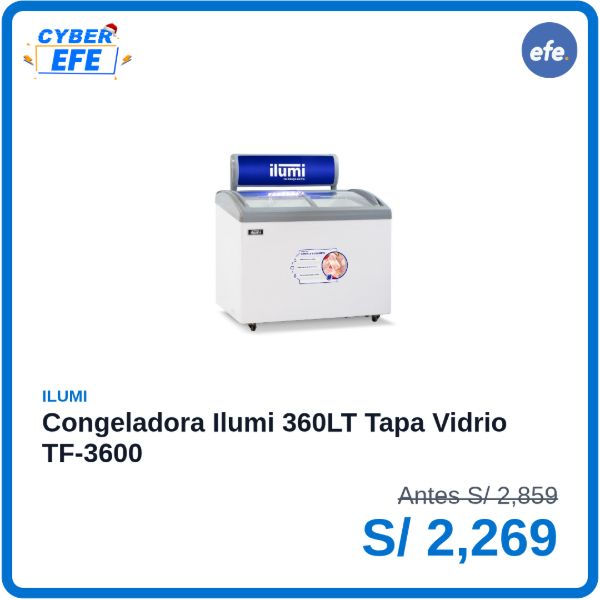 CYBER
EFE
efe.
ilumi
ILUMI
Congeladora Ilumi 360LT Tapa Vidrio
TF-3600
Antes S/ 2,859
S/ 2,269